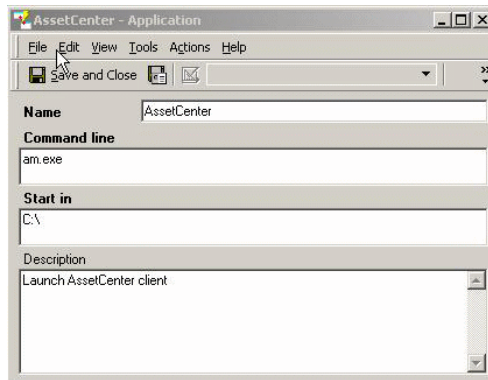 AssetCenter - Application
File Edit View Tools Actions Help
Save and Close
Name AssetCenter
Command line
am.exe
Start in
C:\
Description
Launch AssetCenter client